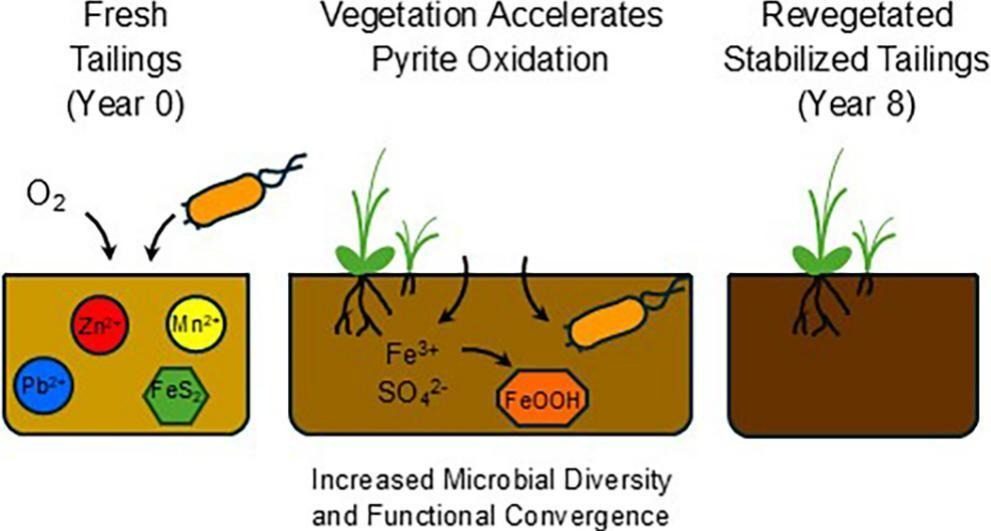 Fresh
Tailings
(Year 0)
Vegetation Accelerates
Pyrite Oxidation
Revegetated
Stabilized Tailings
(Year 8)
O₂
Zn²⁺
Mn²⁺
Pb²⁺
FeS₂
Fe³⁺
SO₄²⁻
FeOOH
Increased Microbial Diversity
and Functional Convergence